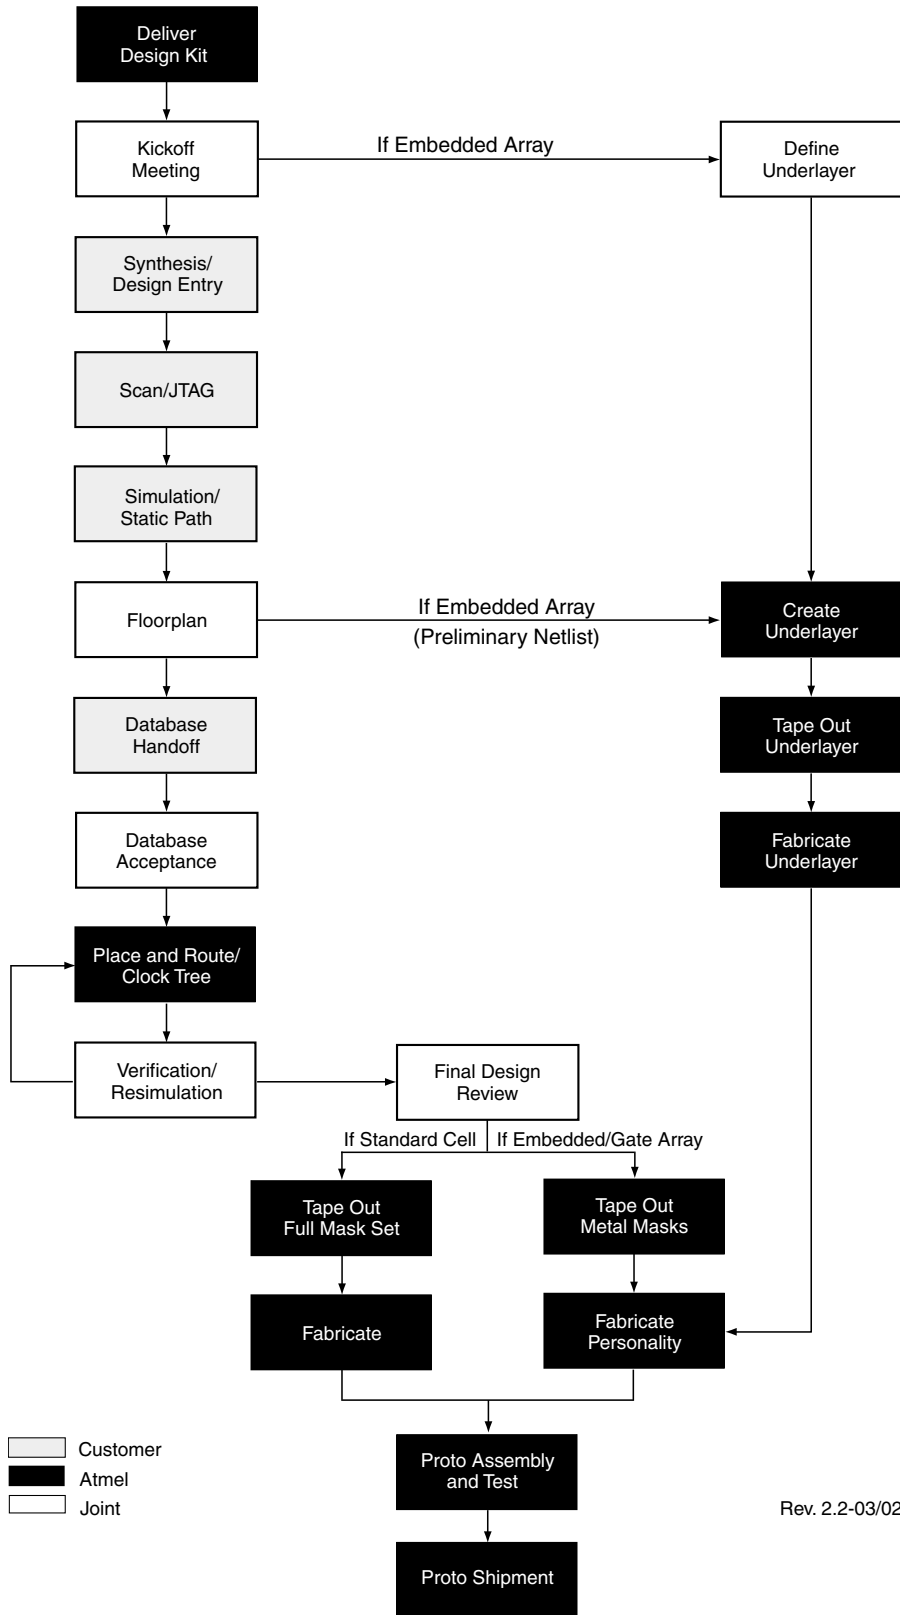 Deliver
Design Kit
Kickoff
Meeting
If Embedded Array
Define
Underlayer
Synthesis/
Design Entry
Scan/JTAG
Simulation/
Static Path
Floorplan
If Embedded Array
(Preliminary Netlist)
Create
Underlayer
Database
Handoff
Tape Out
Underlayer
Database
Acceptance
Fabricate
Underlayer
Place and Route/
Clock Tree
Verification/
Resimulation
Final Design
Review
If Standard Cell
If Embedded/Gate Array
Tape Out
Full Mask Set
Tape Out
Metal Masks
Fabricate
Fabricate
Personality
Customer
Atmel
Joint
Proto Assembly
and Test
Rev. 2.2-03/02
Proto Shipment